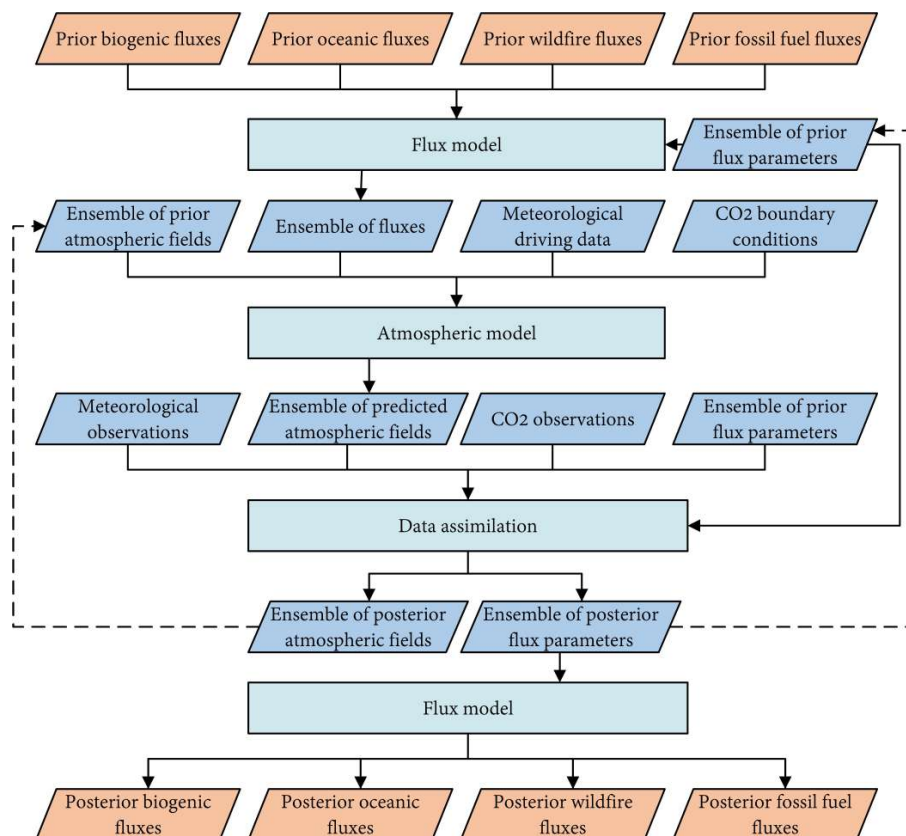 Prior biogenic fluxes
Prior oceanic fluxes
Prior wildfire fluxes
Prior fossil fuel fluxes
Flux model
Ensemble of prior
flux parameters
Ensemble of prior
atmospheric fields
Ensemble of fluxes
Meteorological
driving data
CO2 boundary
conditions
Atmospheric model
Meteorological
observations
Ensemble of predicted
atmospheric fields
CO2 observations
Ensemble of prior
flux parameters
Data assimilation
Ensemble of posterior
atmospheric fields
Ensemble of posterior
flux parameters
Flux model
Posterior biogenic
fluxes
Posterior oceanic
fluxes
Posterior wildfire
fluxes
Posterior fossil fuel
fluxes